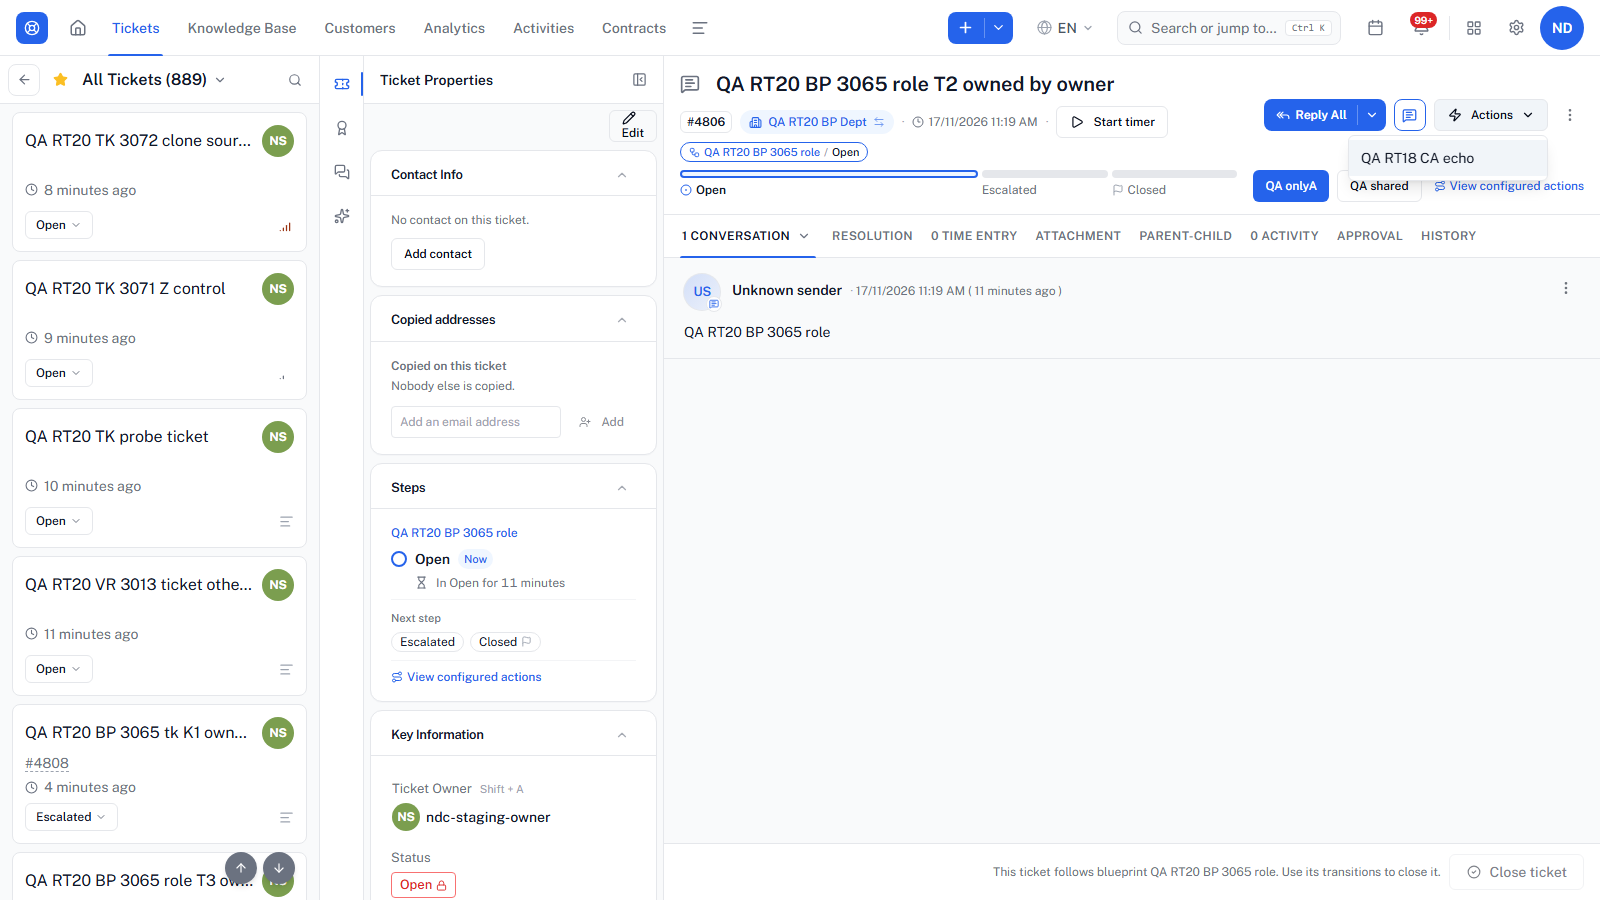 Tickets
Knowledge Base
Customers
Analytics
Activities
Contracts
EN
Search or jump to...
Ctrl K
99+
ND
All Tickets (889)
QA RT20 TK 3072 clone sour...
NS
8 minutes ago
Open
QA RT20 TK 3071 Z control
NS
9 minutes ago
Open
QA RT20 TK probe ticket
NS
10 minutes ago
Open
QA RT20 VR 3013 ticket othe...
NS
11 minutes ago
Open
QA RT20 BP 3065 tk K1 own...
NS
#4808
4 minutes ago
Escalated
QA RT20 BP 3065 role T3 ow...
Ticket Properties
Edit
Contact Info
No contact on this ticket.
Add contact
Copied addresses
Copied on this ticket
Nobody else is copied.
Add an email address
Add
Steps
QA RT20 BP 3065 role
Open
Now
In Open for 11 minutes
Next step
Escalated
Closed
View configured actions
Key Information
Ticket Owner
Shift + A
NS
ndc-staging-owner
Status
Open
QA RT20 BP 3065 role T2 owned by owner
#4806
QA RT20 BP Dept
· 17/11/2026 11:19 AM ·
Start timer
Reply All
Actions
QA RT20 BP 3065 role / Open
QA RT18 CA echo
Open
Escalated
Closed
QA onlyA
QA shared
View configured actions
1 CONVERSATION
RESOLUTION
0 TIME ENTRY
ATTACHMENT
PARENT-CHILD
0 ACTIVITY
APPROVAL
HISTORY
US
Unknown sender
· 17/11/2026 11:19 AM ( 11 minutes ago )
QA RT20 BP 3065 role
This ticket follows blueprint QA RT20 BP 3065 role. Use its transitions to close it.
Close ticket